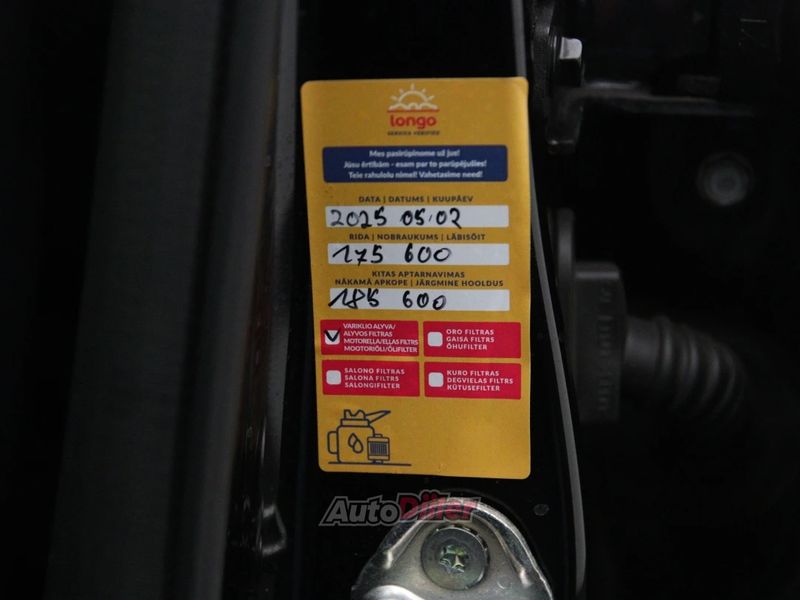 longo
SERVICE VERIFIED
Mes pasirūpinome už jus!
Jūsu ērtībām - esam par to parūpējušies!
Teie rahulolu nimel! Vahetasime need!
DATA | DATUMS | KUUPÄEV
2025 05.02
RIDA | NOBRAUKUMS | LÄBISÕIT
175 600
KITAS APTARNAVIMAS
NĀKAMĀ APKOPE | JÄRGMINE HOOLDUS
185 600
VARIKLIO ALYVA/
ALYVOS FILTRAS
MOTORELLA/EĻĻAS FILTRS
MOOTORIÕLI/ÕLIFILTER
ORO FILTRAS
GAISA FILTRS
ÕHUFILTER
SALONO FILTRAS
SALONA FILTRS
SALONGIFILTER
KURO FILTRAS
DEGVIELAS FILTRS
KÜTUSEFILTER
AutoDiler